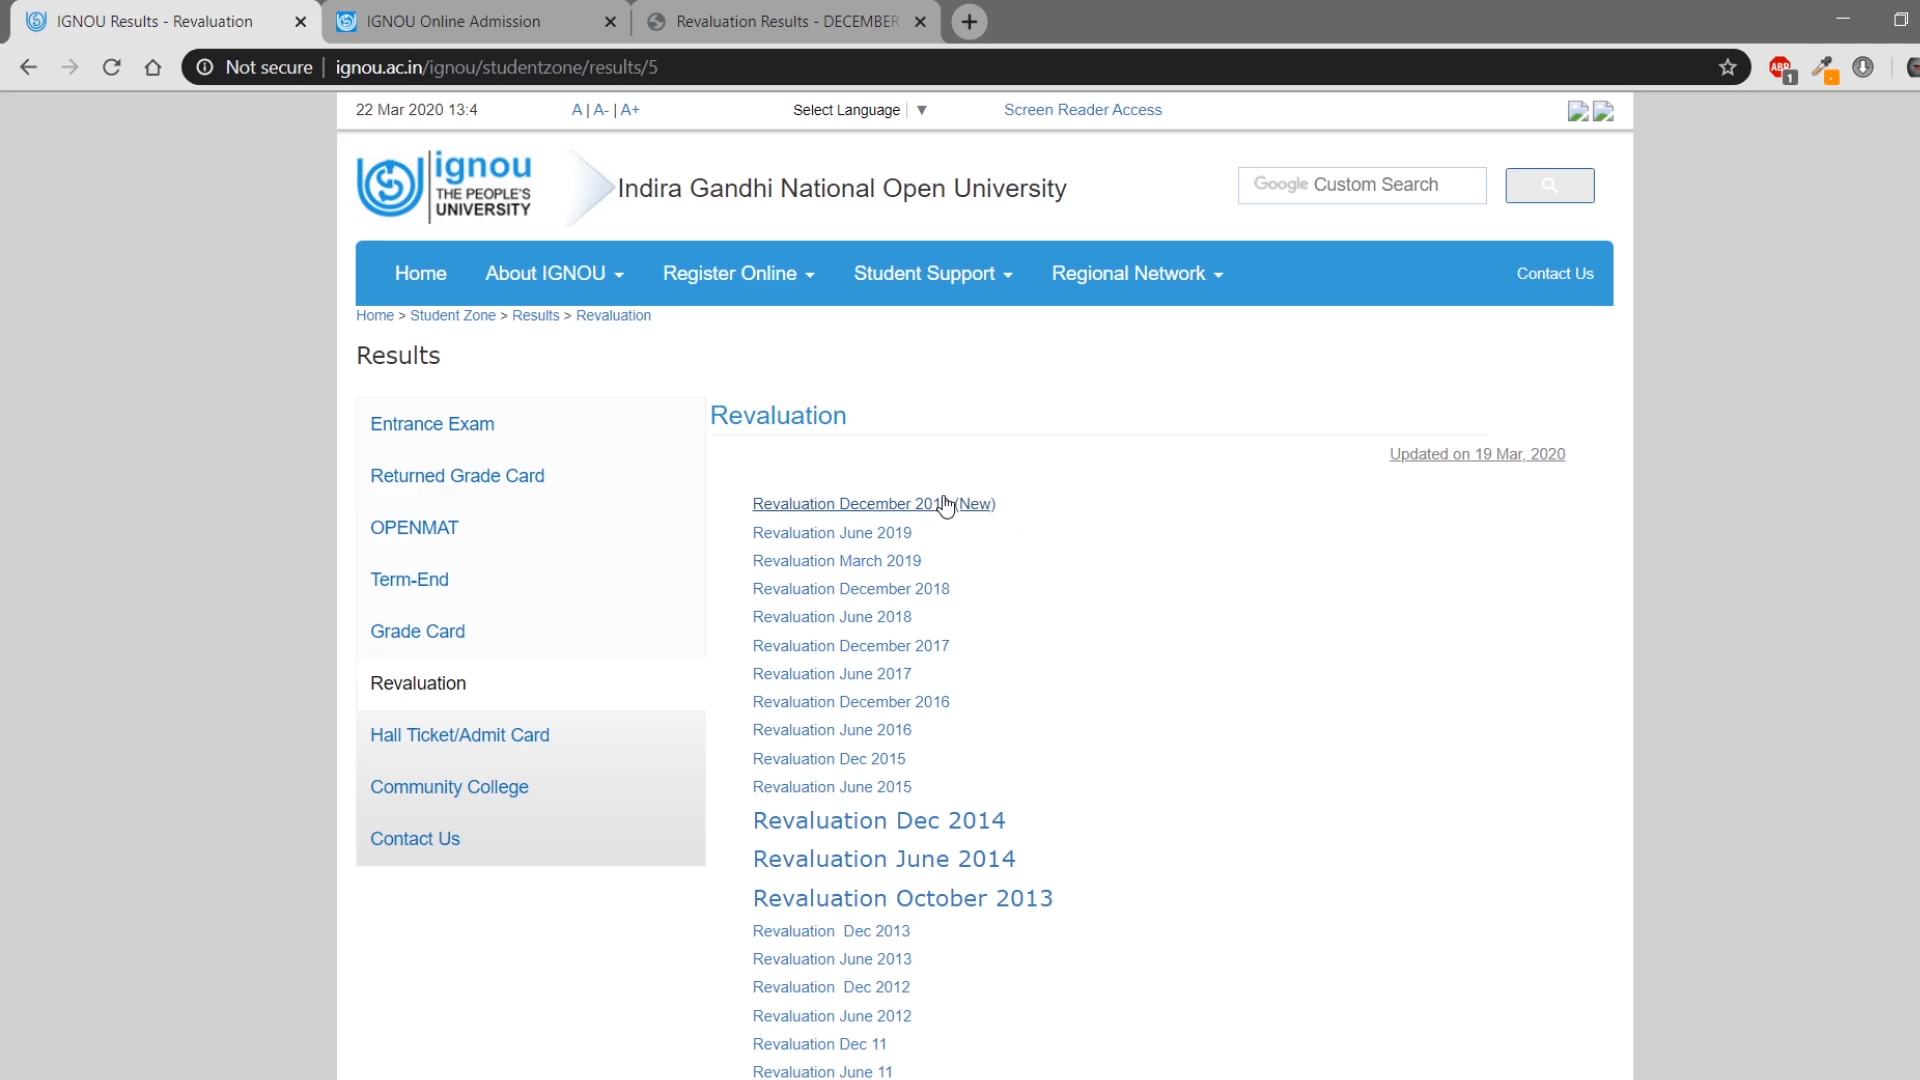 IGNOU Results - Revaluation
IGNOU Online Admission
Revaluation Results - DECEMBER
Not secure | ignou.ac.in/ignou/studentzone/results/5
ABP
1
22 Mar 2020 13:4
A | A- | A+
Select Language ▼
Screen Reader Access
ignou
THE PEOPLE'S
UNIVERSITY
Indira Gandhi National Open University
Google Custom Search
Home
About IGNOU
Register Online
Student Support
Regional Network
Contact Us
Home > Student Zone > Results > Revaluation
Results
Entrance Exam
Returned Grade Card
OPENMAT
Term-End
Grade Card
Revaluation
Hall Ticket/Admit Card
Community College
Contact Us
Revaluation
Updated on 19 Mar, 2020
Revaluation December (New)
Revaluation June 2019
Revaluation March 2019
Revaluation December 2018
Revaluation June 2018
Revaluation December 2017
Revaluation June 2017
Revaluation December 2016
Revaluation June 2016
Revaluation Dec 2015
Revaluation June 2015
Revaluation Dec 2014
Revaluation June 2014
Revaluation October 2013
Revaluation Dec 2013
Revaluation June 2013
Revaluation Dec 2012
Revaluation June 2012
Revaluation Dec 11
Revaluation June 11